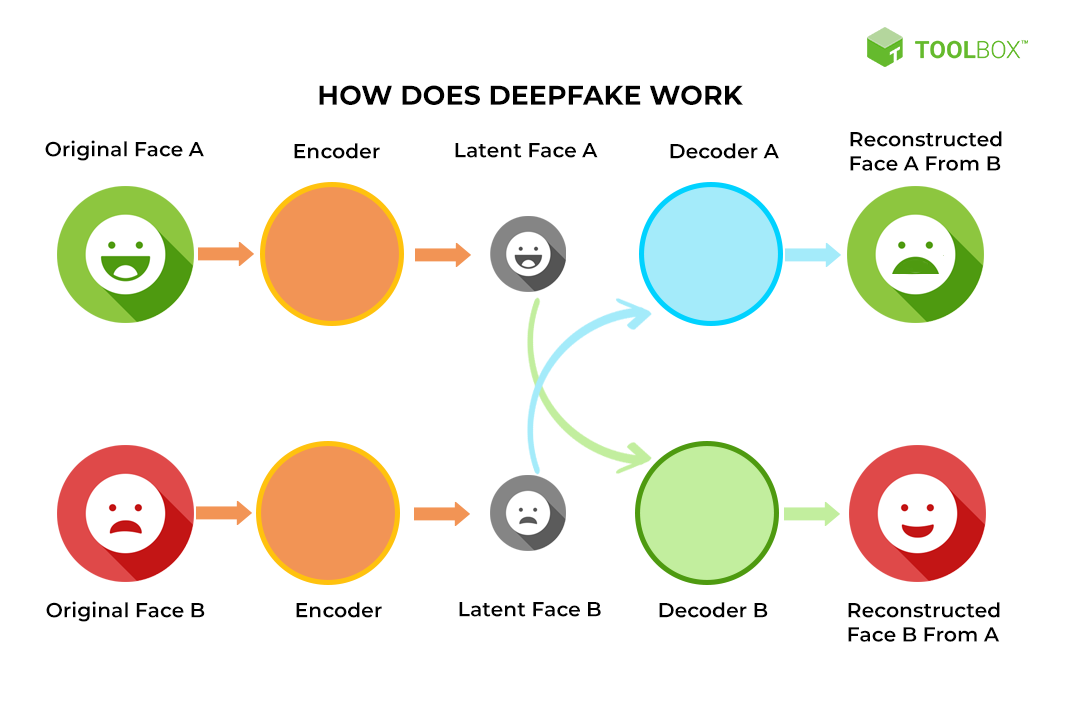 TOOLBOX™
HOW DOES DEEPFAKE WORK
Original Face A
Encoder
Latent Face A
Decoder A
Reconstructed
Face A From B
Original Face B
Encoder
Latent Face B
Decoder B
Reconstructed
Face B From A